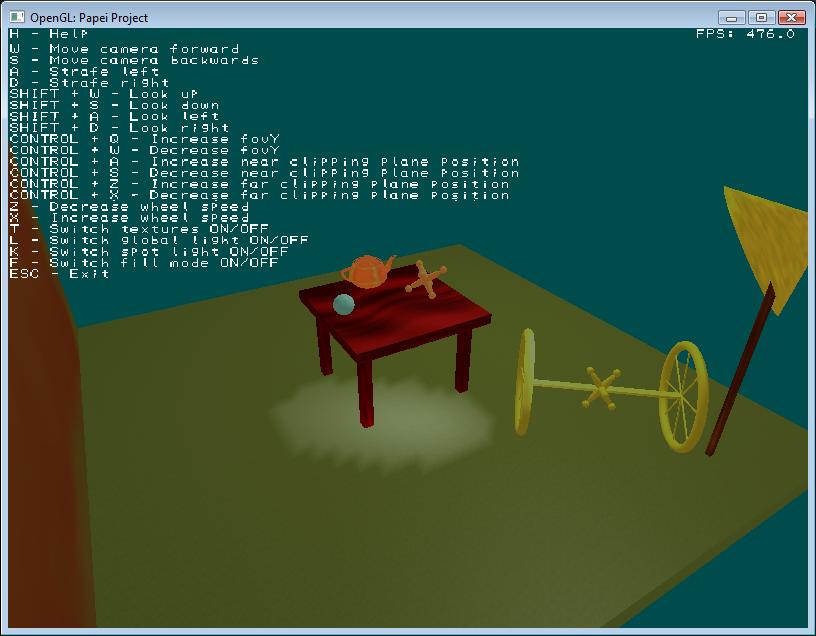 OpenGL: Papei Project
H - Help
FPS: 476.0
W - Move camera forward
S - Move camera backwards
A - Strafe left
D - Strafe right
SHIFT + W - Look up
SHIFT + S - Look down
SHIFT + A - Look left
SHIFT + D - Look right
CONTROL + Q - Increase fovY
CONTROL + W - Decrease fovY
CONTROL + A - Increase near clipping plane position
CONTROL + S - Decrease near clipping plane position
CONTROL + Z - Increase far clipping plane position
CONTROL + X - Decrease far clipping plane position
Z - Decrease wheel speed
X - Increase wheel speed
T - Switch textures ON/OFF
L - Switch global light ON/OFF
K - Switch spot light ON/OFF
F - Switch fill mode ON/OFF
ESC - Exit